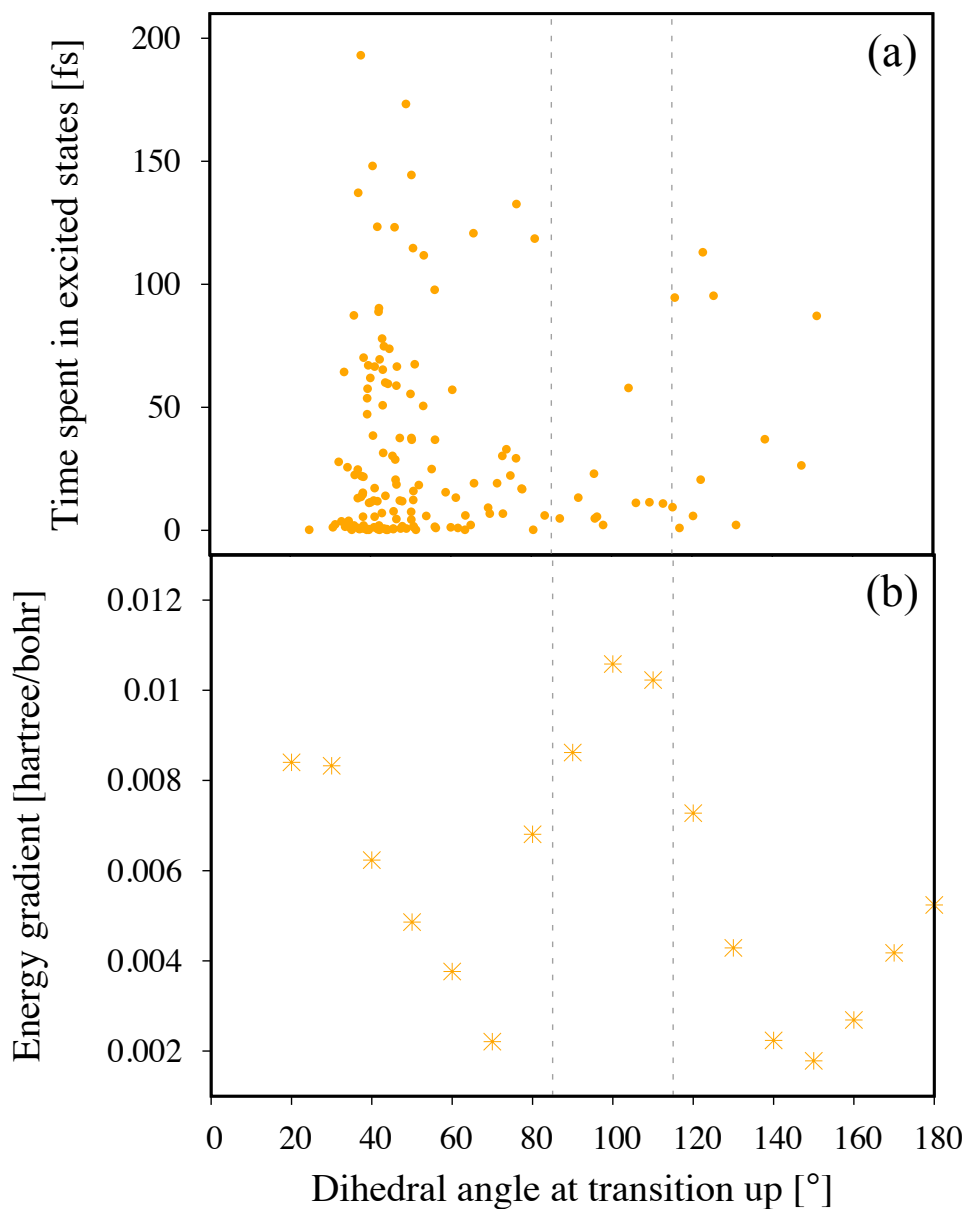 (a)
Time spent in excited states [fs]
200
150
100
50
0
(b)
Energy gradient [hartree/bohr]
0.012
0.01
0.008
0.006
0.004
0.002
0 20 40 60 80 100 120 140 160 180
Dihedral angle at transition up [°]